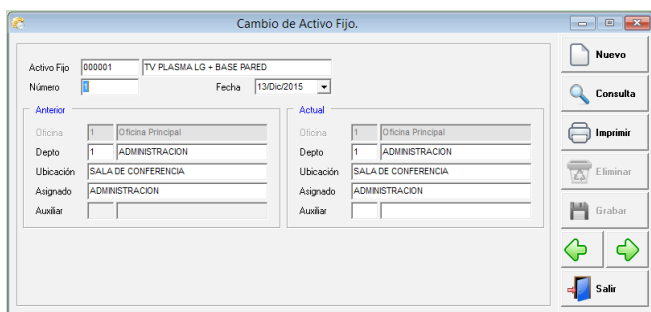 Cambio de Activo Fijo.
Activo Fijo 000001 TV PLASMA LG + BASE PARED
Número 1 Fecha 13/Dic/2015
Anterior
Oficina 1 Oficina Principal
Depto 1 ADMINISTRACION
Ubicación SALA DE CONFERENCIA
Asignado ADMINISTRACION
Auxiliar
Actual
Oficina 1 Oficina Principal
Depto 1 ADMINISTRACION
Ubicación SALA DE CONFERENCIA
Asignado ADMINISTRACION
Auxiliar
Nuevo
Consulta
Imprimir
Eliminar
Grabar
Salir